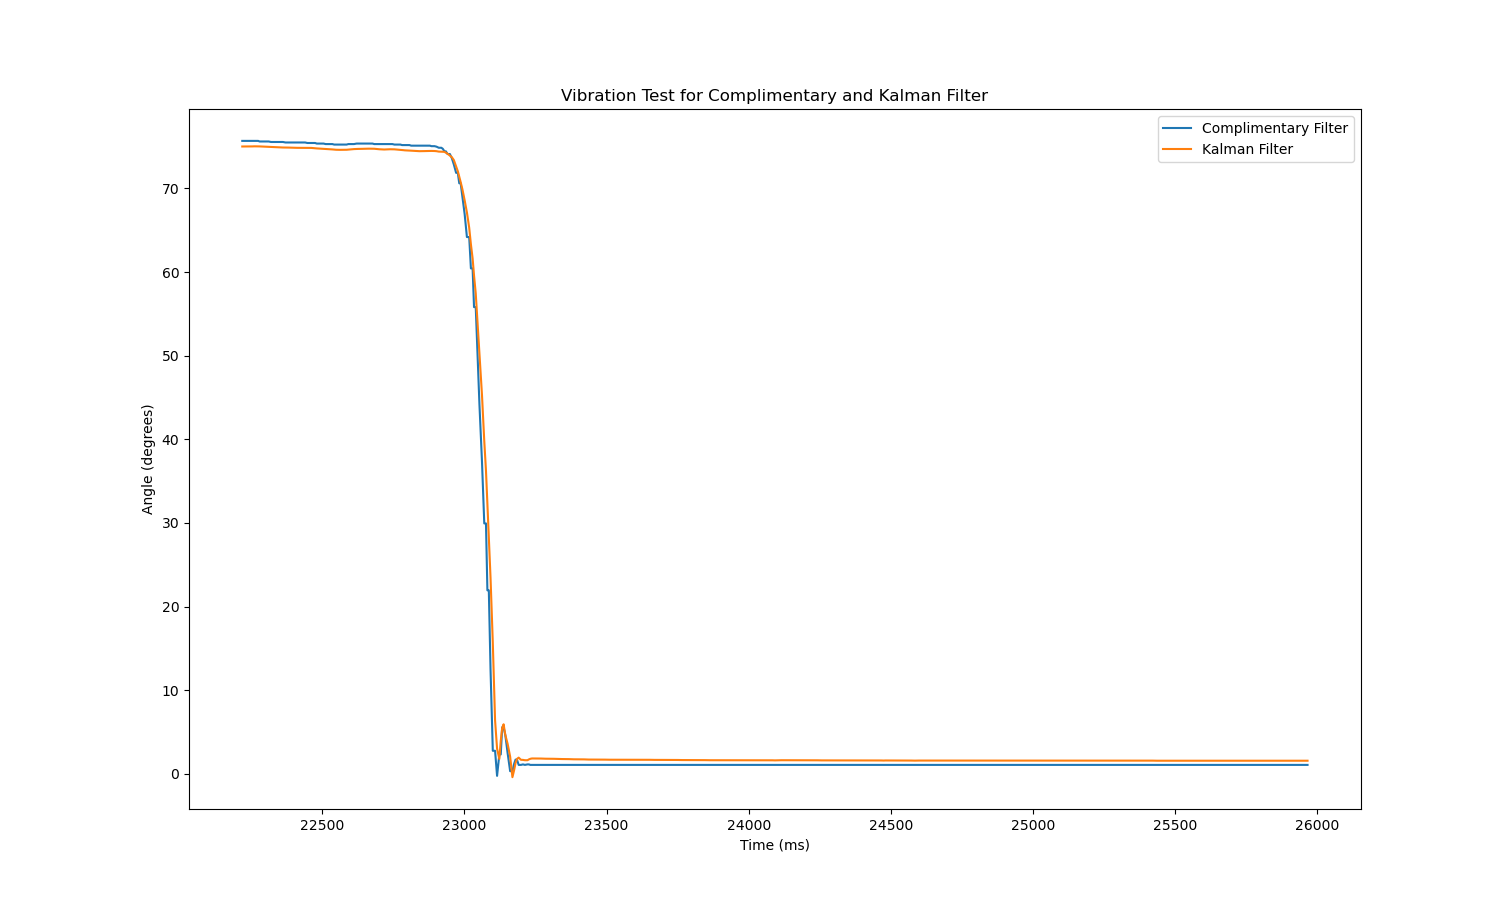 Vibration Test for Complimentary and Kalman Filter
Complimentary Filter
Kalman Filter
70
60
50
40
30
20
10
0
Angle (degrees)
22500 23000 23500 24000 24500 25000 25500 26000
Time (ms)